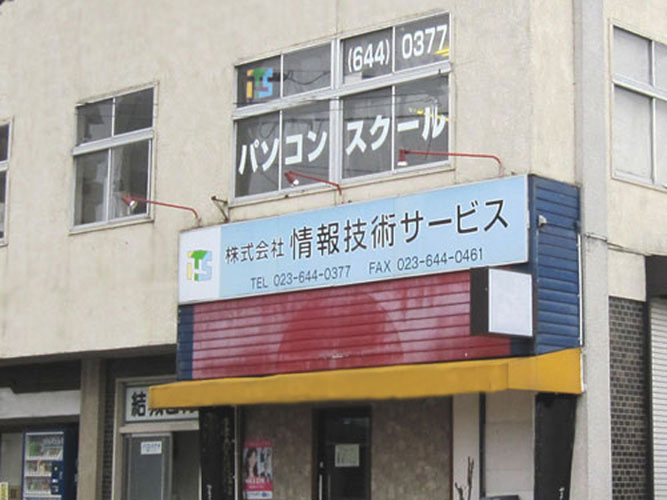 iTS (644) 0377
パソコン スクール
iTS 株式会社 情報技術サービス
TEL 023-644-0377 FAX 023-644-0461